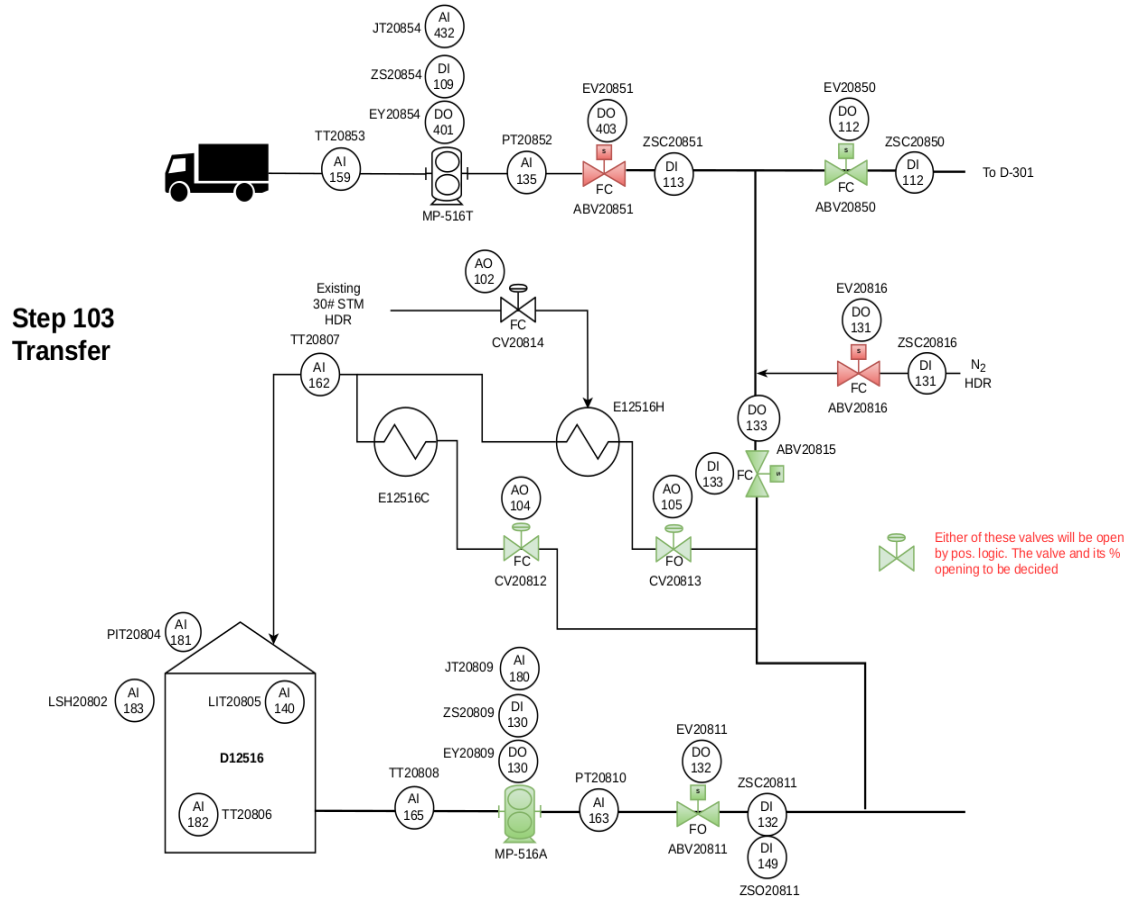 JT20854
AI
432
ZS20854
DI
109
EY20854
DO
401
TT20853
AI
159
MP-516T
PT20852
AI
135
EV20851
DO
403
S
FC
ABV20851
ZSC20851
DI
113
EV20850
DO
112
S
FC
ABV20850
ZSC20850
DI
112
To D-301
Step 103
Transfer
Existing
30# STM
HDR
AO
102
FC
CV20814
TT20807
AI
162
E12516C
E12516H
EV20816
DO
131
S
FC
ABV20816
ZSC20816
DI
131
N2
HDR
DO
133
ABV20815
DI
133
FC
S
AO
104
FC
CV20812
AO
105
FO
CV20813
Either of these valves will be open
by pos. logic. The valve and its %
opening to be decided
PIT20804
AI
181
LSH20802
AI
183
LIT20805
AI
140
D12516
AI
182
TT20806
TT20808
AI
165
JT20809
AI
180
ZS20809
DI
130
EY20809
DO
130
MP-516A
PT20810
AI
163
EV20811
DO
132
S
FO
ABV20811
ZSC20811
DI
132
DI
149
ZSO20811